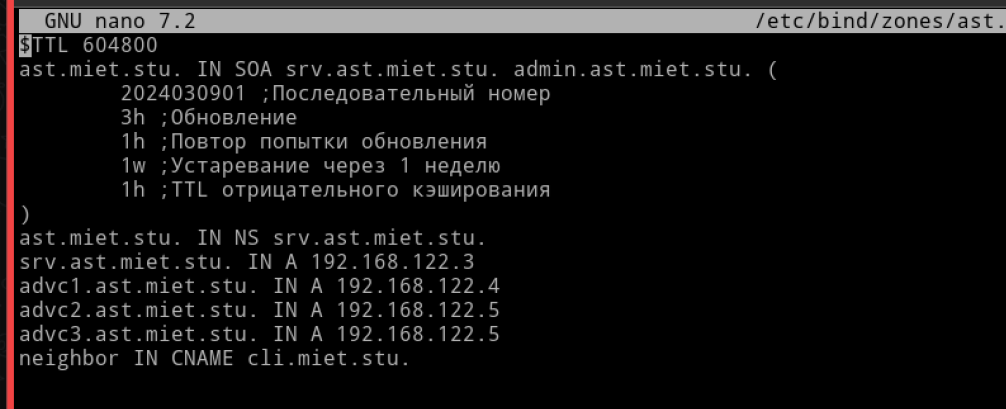 GNU nano 7.2 /etc/bind/zones/ast.
$TTL 604800
ast.miet.stu. IN SOA srv.ast.miet.stu. admin.ast.miet.stu. (
2024030901 ;Последовательный номер
3h ;Обновление
1h ;Повтор попытки обновления
1w ;Устаревание через 1 неделю
1h ;TTL отрицательного кэширования
)
ast.miet.stu. IN NS srv.ast.miet.stu.
srv.ast.miet.stu. IN A 192.168.122.3
advc1.ast.miet.stu. IN A 192.168.122.4
advc2.ast.miet.stu. IN A 192.168.122.5
advc3.ast.miet.stu. IN A 192.168.122.5
neighbor IN CNAME cli.miet.stu.